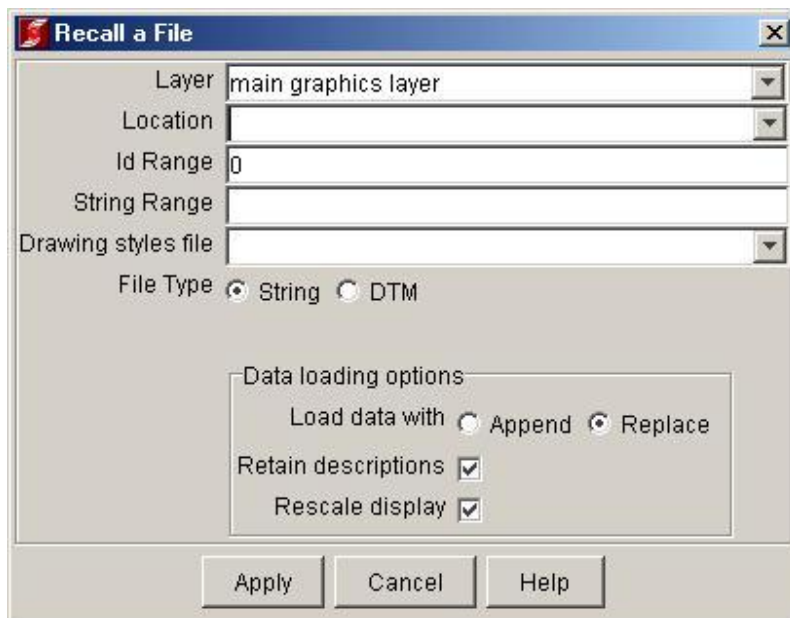 Recall a File
Layer main graphics layer
Location
Id Range 0
String Range
Drawing styles file
File Type String DTM
Data loading options
Load data with Append Replace
Retain descriptions
Rescale display
Apply Cancel Help